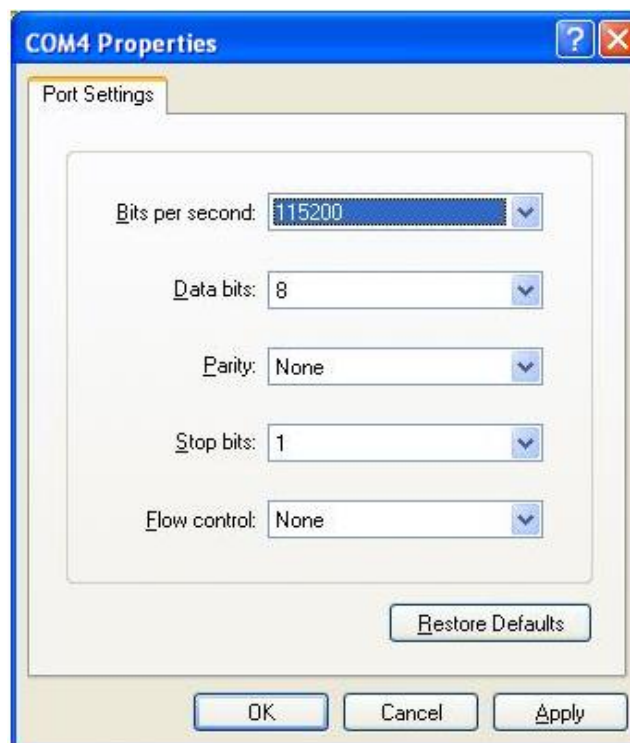 COM4 Properties
Port Settings
Bits per second: 115200
Data bits: 8
Parity: None
Stop bits: 1
Flow control: None
Restore Defaults
OK Cancel Apply